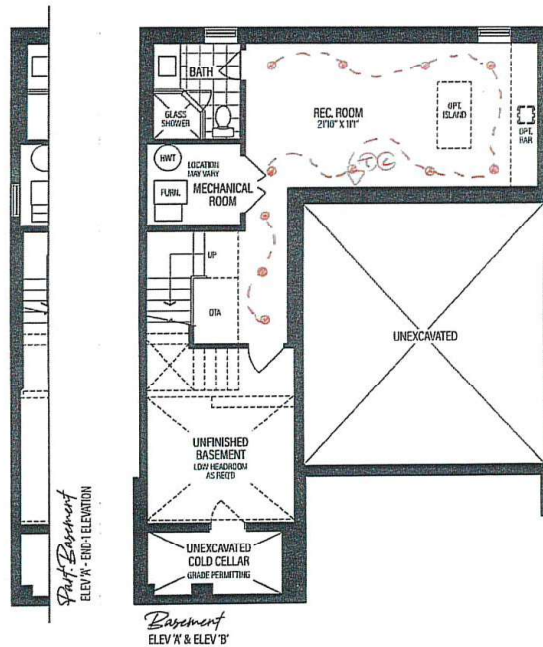 BATH
GLASS
SHOWER
REC. ROOM
21'10" X 11'1"
OPT.
ISLAND
OPT.
BAR
HWT
LOCATION
MAY VARY
MECHANICAL
ROOM
T C
UP
UNEXCAVATED
UNFINISHED
BASEMENT
LOW HEADROOM
AS REQ'D
UNEXCAVATED
COLD CELLAR
GRADE PERMITTING
Part. Basement
ELEV 'A' - END-1 ELEVATION
Basement
ELEV 'A' & ELEV 'B'